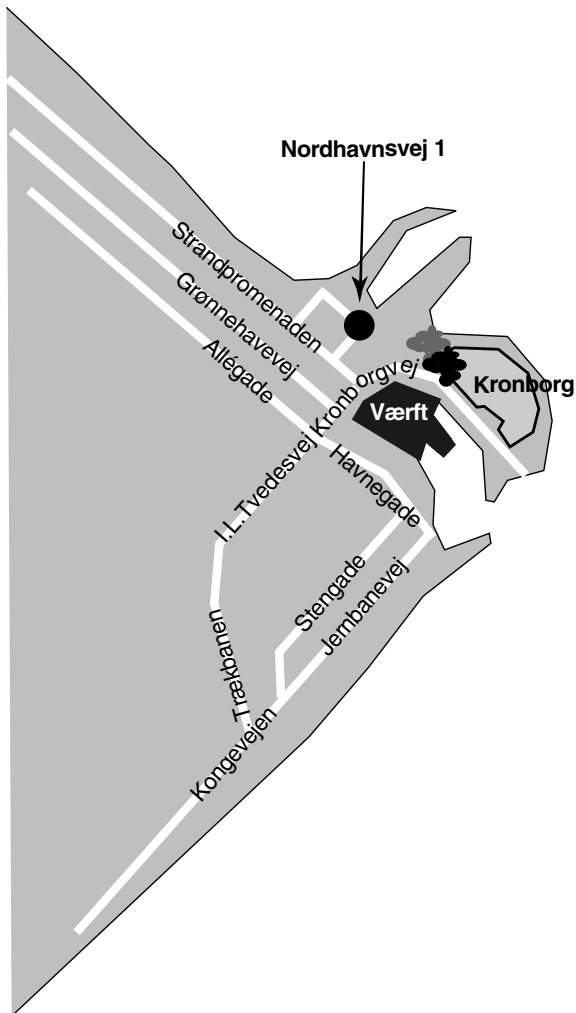 Nordhavnsvej 1
Strandpromenaden
Grønnehavevej
Allégade
Kronborgvej
Kronborg
Værft
I.L.Tvedesvej
Havnegade
Stengade
Jernbanevej
Trækbanen
Kongevejen